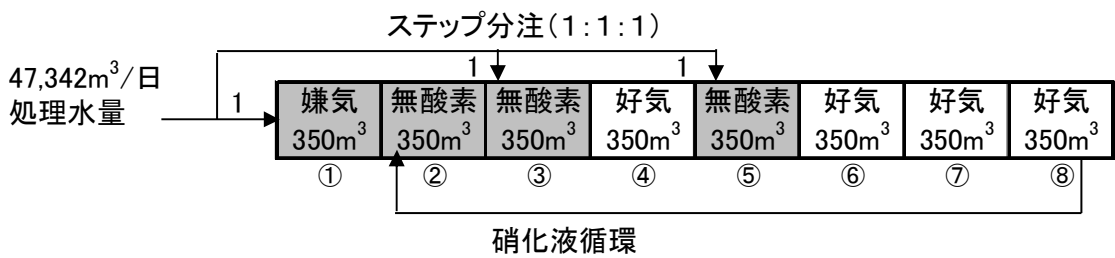 ステップ分注(1:1:1)
47,342m³/日
処理水量
1
1
1
嫌気 無酸素 無酸素 好気 無酸素 好気 好気 好気
350m³ 350m³ 350m³ 350m³ 350m³ 350m³ 350m³ 350m³
① ② ③ ④ ⑤ ⑥ ⑦ ⑧
硝化液循環